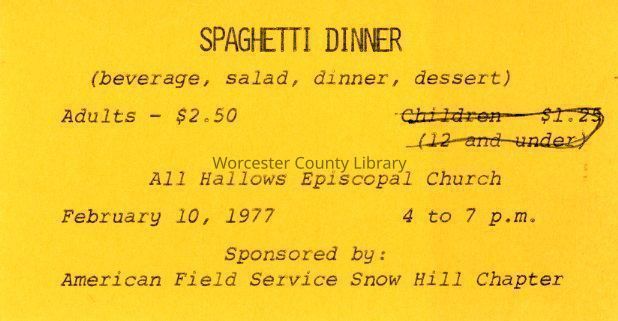 SPAGHETTI DINNER
(beverage, salad, dinner, dessert)
Adults - $2.50 Children - $1.25
(12 and under)
Worcester County Library
All Hallows Episcopal Church
February 10, 1977 4 to 7 p.m.
Sponsored by:
American Field Service Snow Hill Chapter